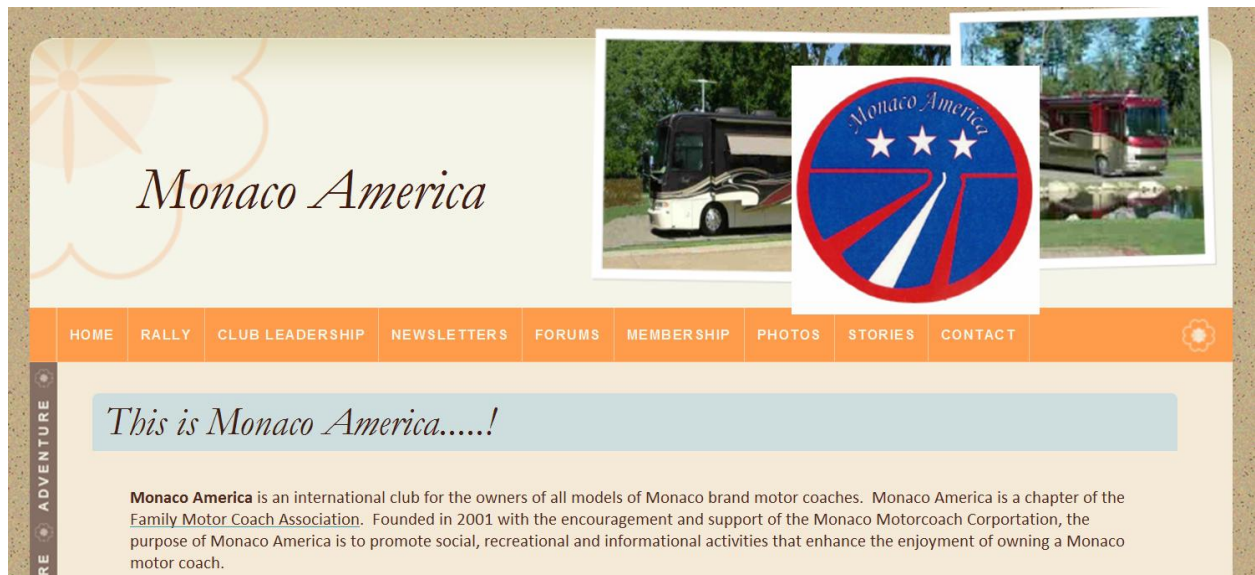 Monaco America
Monaco America
HOME RALLY CLUB LEADERSHIP NEWSLETTERS FORUMS MEMBERSHIP PHOTOS STORIES CONTACT
ADVENTURE
RE
This is Monaco America.....!
Monaco America is an international club for the owners of all models of Monaco brand motor coaches. Monaco America is a chapter of the
Family Motor Coach Association. Founded in 2001 with the encouragement and support of the Monaco Motorcoach Corportation, the
purpose of Monaco America is to promote social, recreational and informational activities that enhance the enjoyment of owning a Monaco
motor coach.